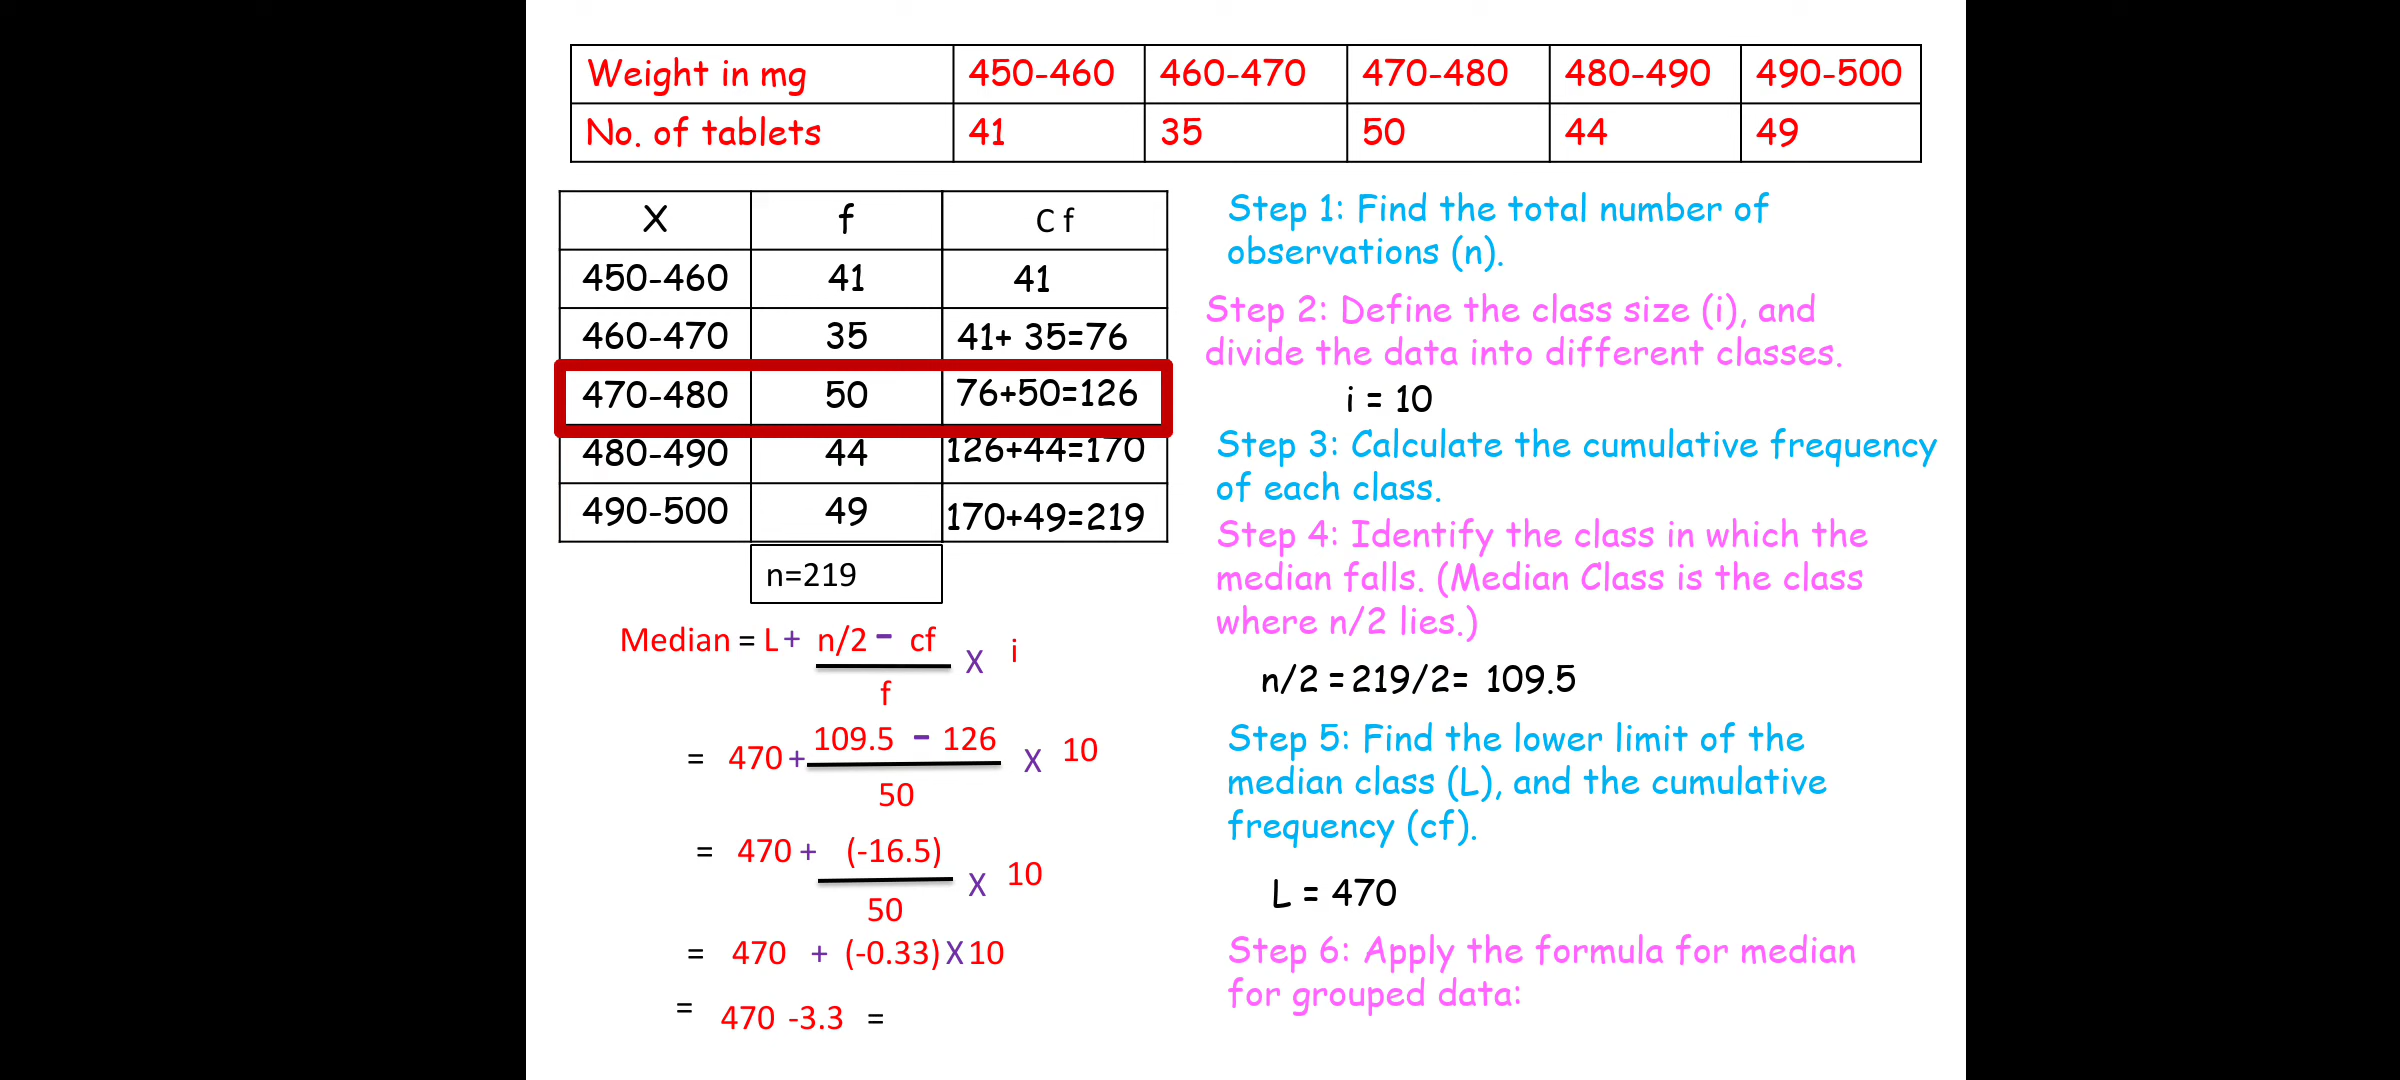 Weight in mg 450-460 460-470 470-480 480-490 490-500
No. of tablets 41 35 50 44 49
X f C f
450-460 41 41
460-470 35 41+ 35=76
470-480 50 76+50=126
480-490 44 126+44=170
490-500 49 170+49=219
n=219
Median = L + n/2 - cf X i
f
= 470 + 109.5 - 126 X 10
50
= 470 + (-16.5) X 10
50
= 470 + (-0.33) X 10
= 470 -3.3 =
Step 1: Find the total number of
observations (n).
Step 2: Define the class size (i), and
divide the data into different classes.
i = 10
Step 3: Calculate the cumulative frequency
of each class.
Step 4: Identify the class in which the
median falls. (Median Class is the class
where n/2 lies.)
n/2 = 219/2= 109.5
Step 5: Find the lower limit of the
median class (L), and the cumulative
frequency (cf).
L = 470
Step 6: Apply the formula for median
for grouped data: